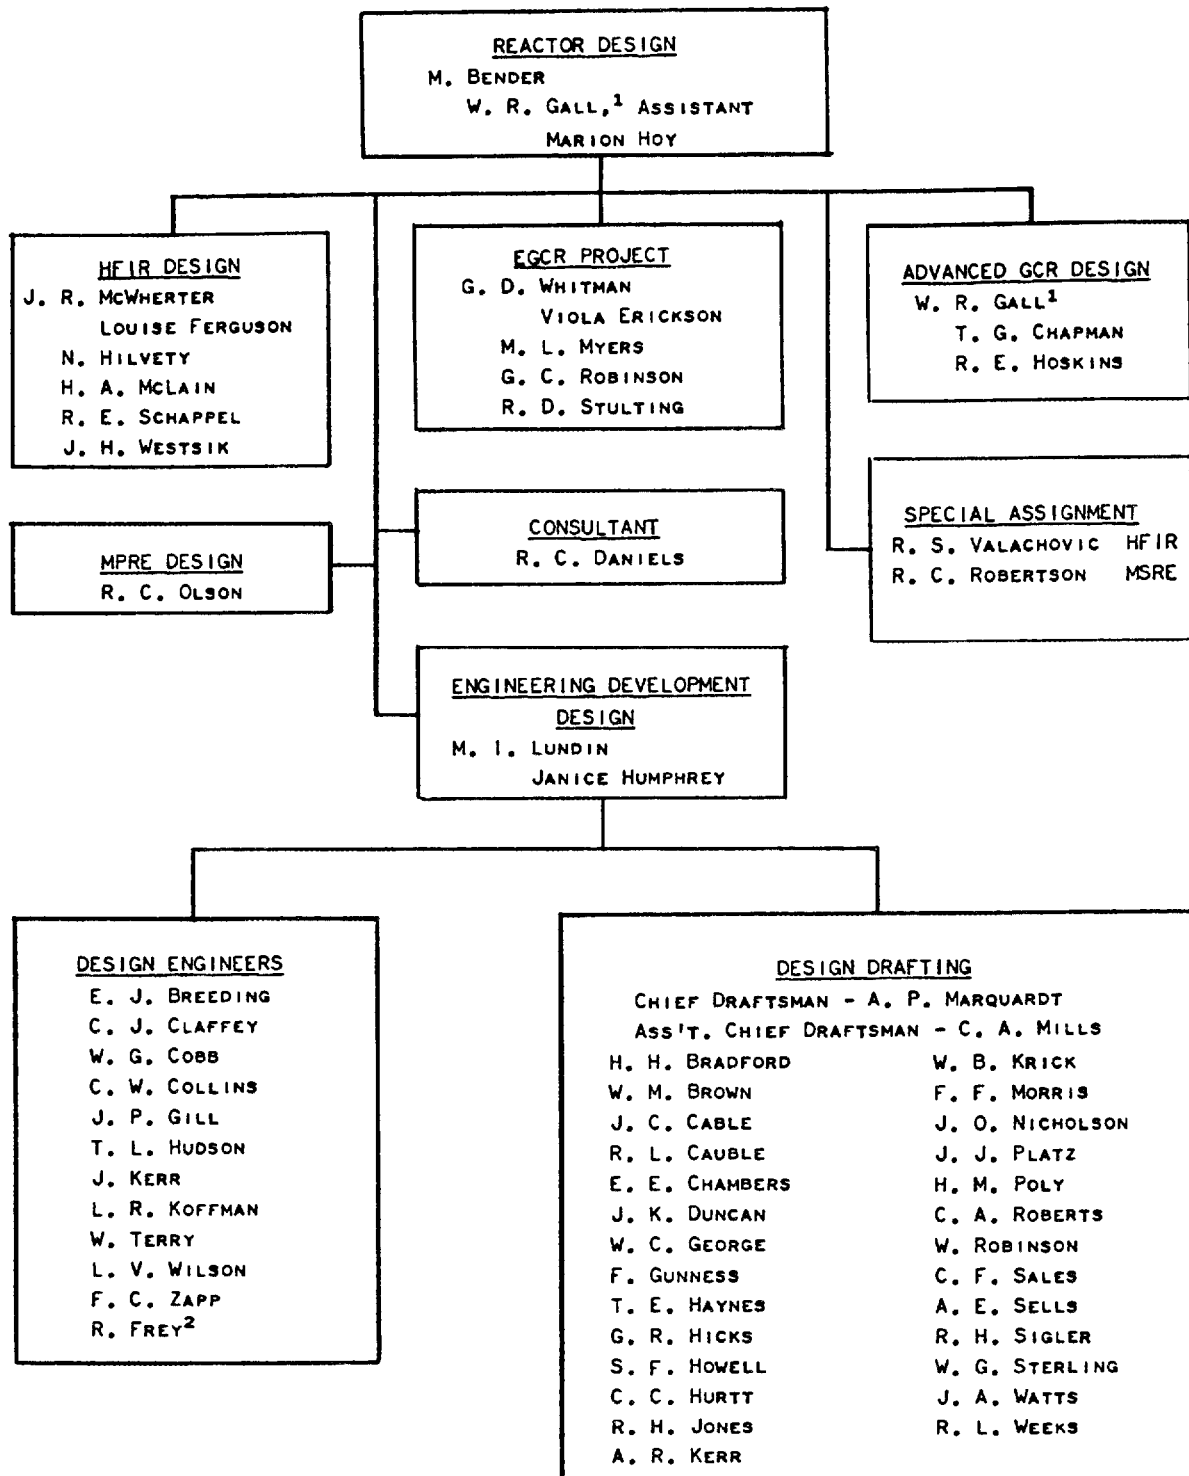 REACTOR DESIGN
M. BENDER
W. R. GALL,¹ ASSISTANT
MARION HOY
HFIR DESIGN
J. R. MCWHERTER
LOUISE FERGUSON
N. HILVETY
H. A. MCLAIN
R. E. SCHAPPEL
J. H. WESTSIK
EGCR PROJECT
G. D. WHITMAN
VIOLA ERICKSON
M. L. MYERS
G. C. ROBINSON
R. D. STULTING
ADVANCED GCR DESIGN
W. R. GALL¹
T. G. CHAPMAN
R. E. HOSKINS
MPRE DESIGN
R. C. OLSON
CONSULTANT
R. C. DANIELS
SPECIAL ASSIGNMENT
R. S. VALACHOVIC HFIR
R. C. ROBERTSON MSRE
ENGINEERING DEVELOPMENT
DESIGN
M. I. LUNDIN
JANICE HUMPHREY
DESIGN ENGINEERS
E. J. BREEDING
C. J. CLAFFEY
W. G. COBB
C. W. COLLINS
J. P. GILL
T. L. HUDSON
J. KERR
L. R. KOFFMAN
W. TERRY
L. V. WILSON
F. C. ZAPP
R. FREY²
DESIGN DRAFTING
CHIEF DRAFTSMAN - A. P. MARQUARDT
ASS'T. CHIEF DRAFTSMAN - C. A. MILLS
H. H. BRADFORD
W. M. BROWN
J. C. CABLE
R. L. CAUBLE
E. E. CHAMBERS
J. K. DUNCAN
W. C. GEORGE
F. GUNNESS
T. E. HAYNES
G. R. HICKS
S. F. HOWELL
C. C. HURTT
R. H. JONES
A. R. KERR
W. B. KRICK
F. F. MORRIS
J. O. NICHOLSON
J. J. PLATZ
H. M. POLY
C. A. ROBERTS
W. ROBINSON
C. F. SALES
A. E. SELLS
R. H. SIGLER
W. G. STERLING
J. A. WATTS
R. L. WEEKS